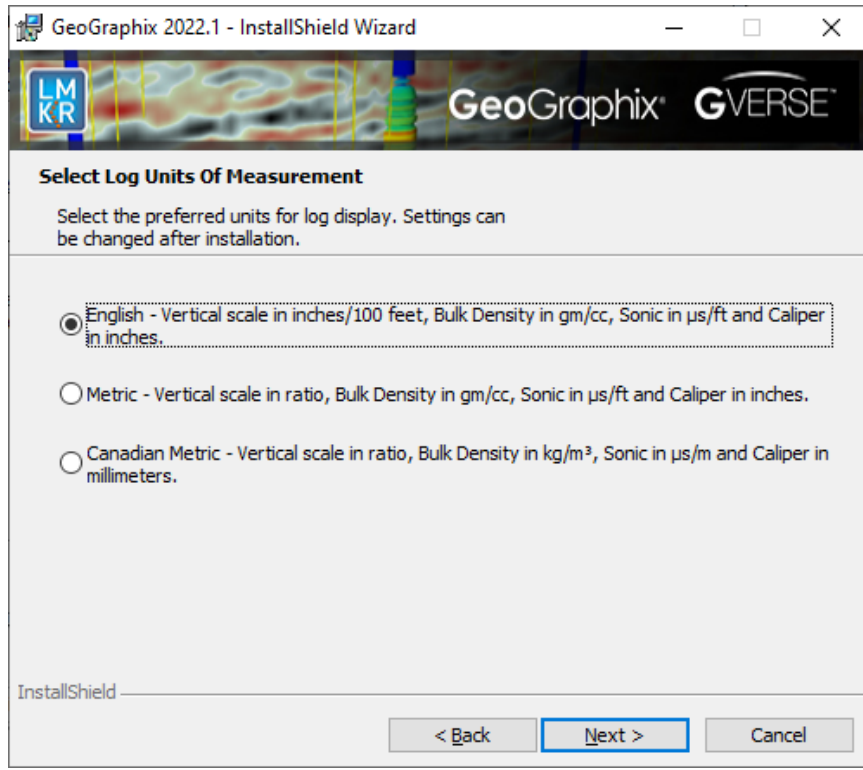 GeoGraphix 2022.1 - InstallShield Wizard
LM
KR
GeoGraphix® GVERSE™
Select Log Units Of Measurement
Select the preferred units for log display. Settings can
be changed after installation.
English - Vertical scale in inches/100 feet, Bulk Density in gm/cc, Sonic in µs/ft and Caliper
in inches.
Metric - Vertical scale in ratio, Bulk Density in gm/cc, Sonic in µs/ft and Caliper in inches.
Canadian Metric - Vertical scale in ratio, Bulk Density in kg/m³, Sonic in µs/m and Caliper in
millimeters.
InstallShield
< Back Next > Cancel